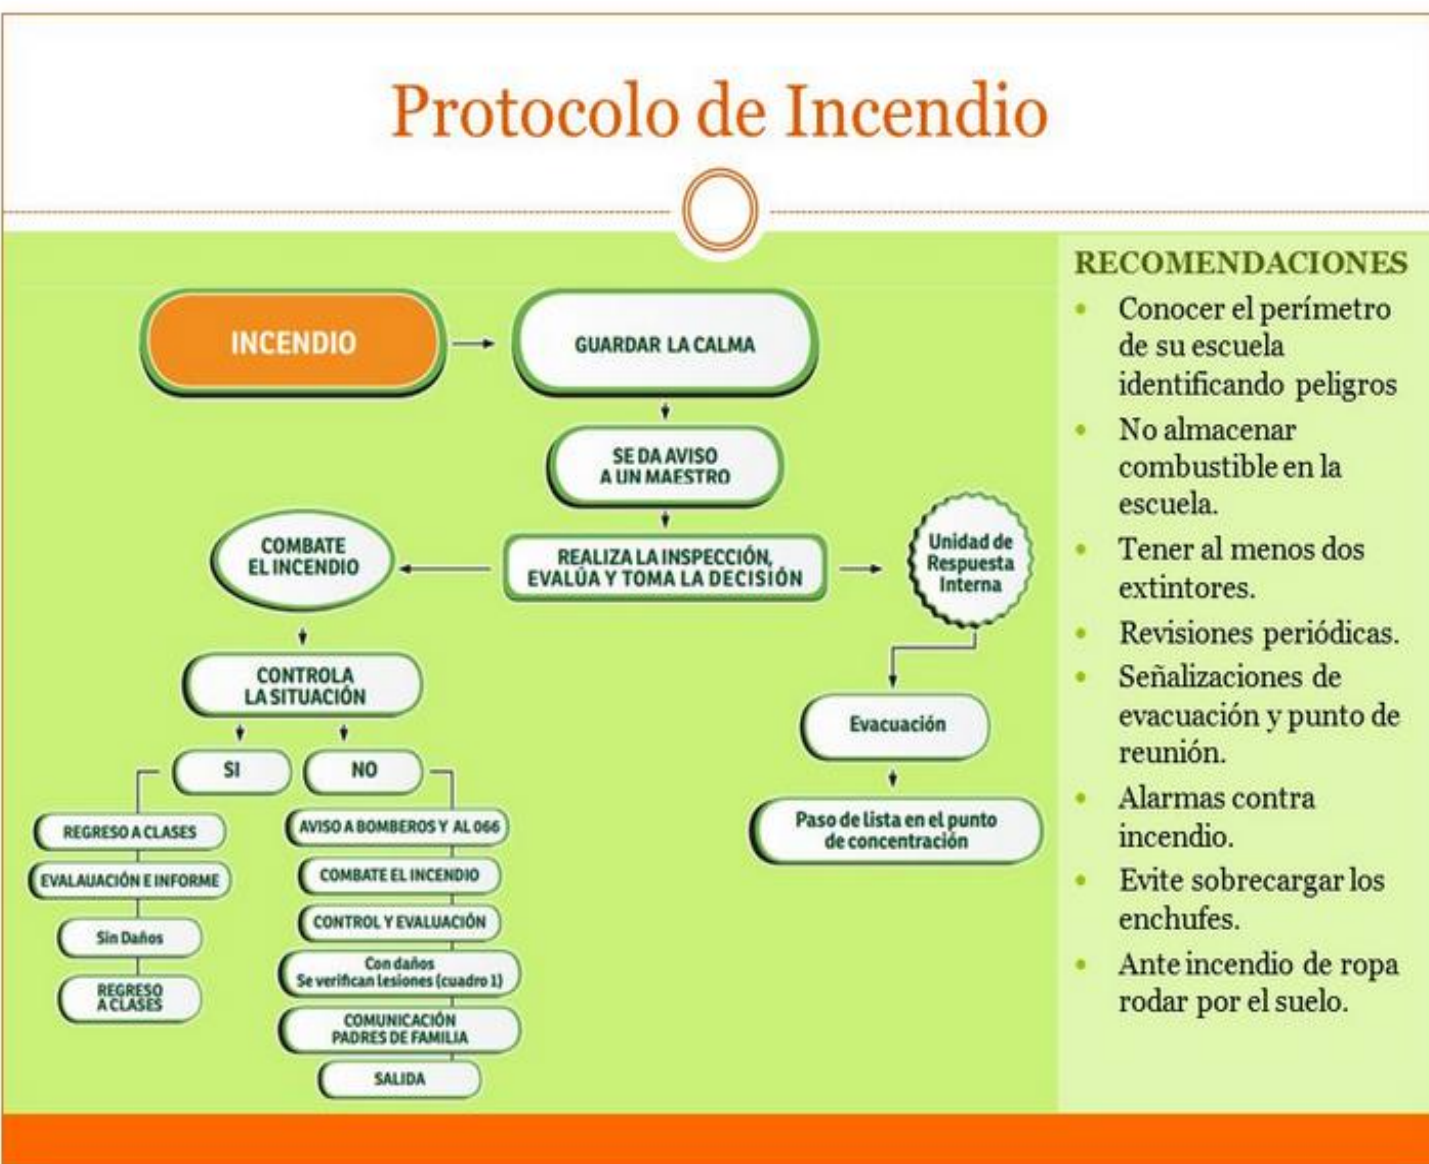 Protocolo de Incendio
INCENDIO
GUARDAR LA CALMA
SE DA AVISO
A UN MAESTRO
REALIZA LA INSPECCIÓN,
EVALÚA Y TOMA LA DECISIÓN
COMBATE
EL INCENDIO
Unidad de
Respuesta
Interna
CONTROLA
LA SITUACIÓN
SI
NO
REGRESO A CLASES
EVALAUACIÓN E INFORME
Sin Daños
REGRESO
A CLASES
AVISO A BOMBEROS Y AL 066
COMBATE EL INCENDIO
CONTROL Y EVALUACIÓN
Con daños
Se verifican lesiones (cuadro 1)
COMUNICACIÓN
PADRES DE FAMILIA
SALIDA
Evacuación
Paso de lista en el punto
de concentración
RECOMENDACIONES
• Conocer el perímetro
de su escuela
identificando peligros
• No almacenar
combustible en la
escuela.
• Tener al menos dos
extintores.
• Revisiones periódicas.
• Señalizaciones de
evacuación y punto de
reunión.
• Alarmas contra
incendio.
• Evite sobrecargar los
enchufes.
• Ante incendio de ropa
rodar por el suelo.